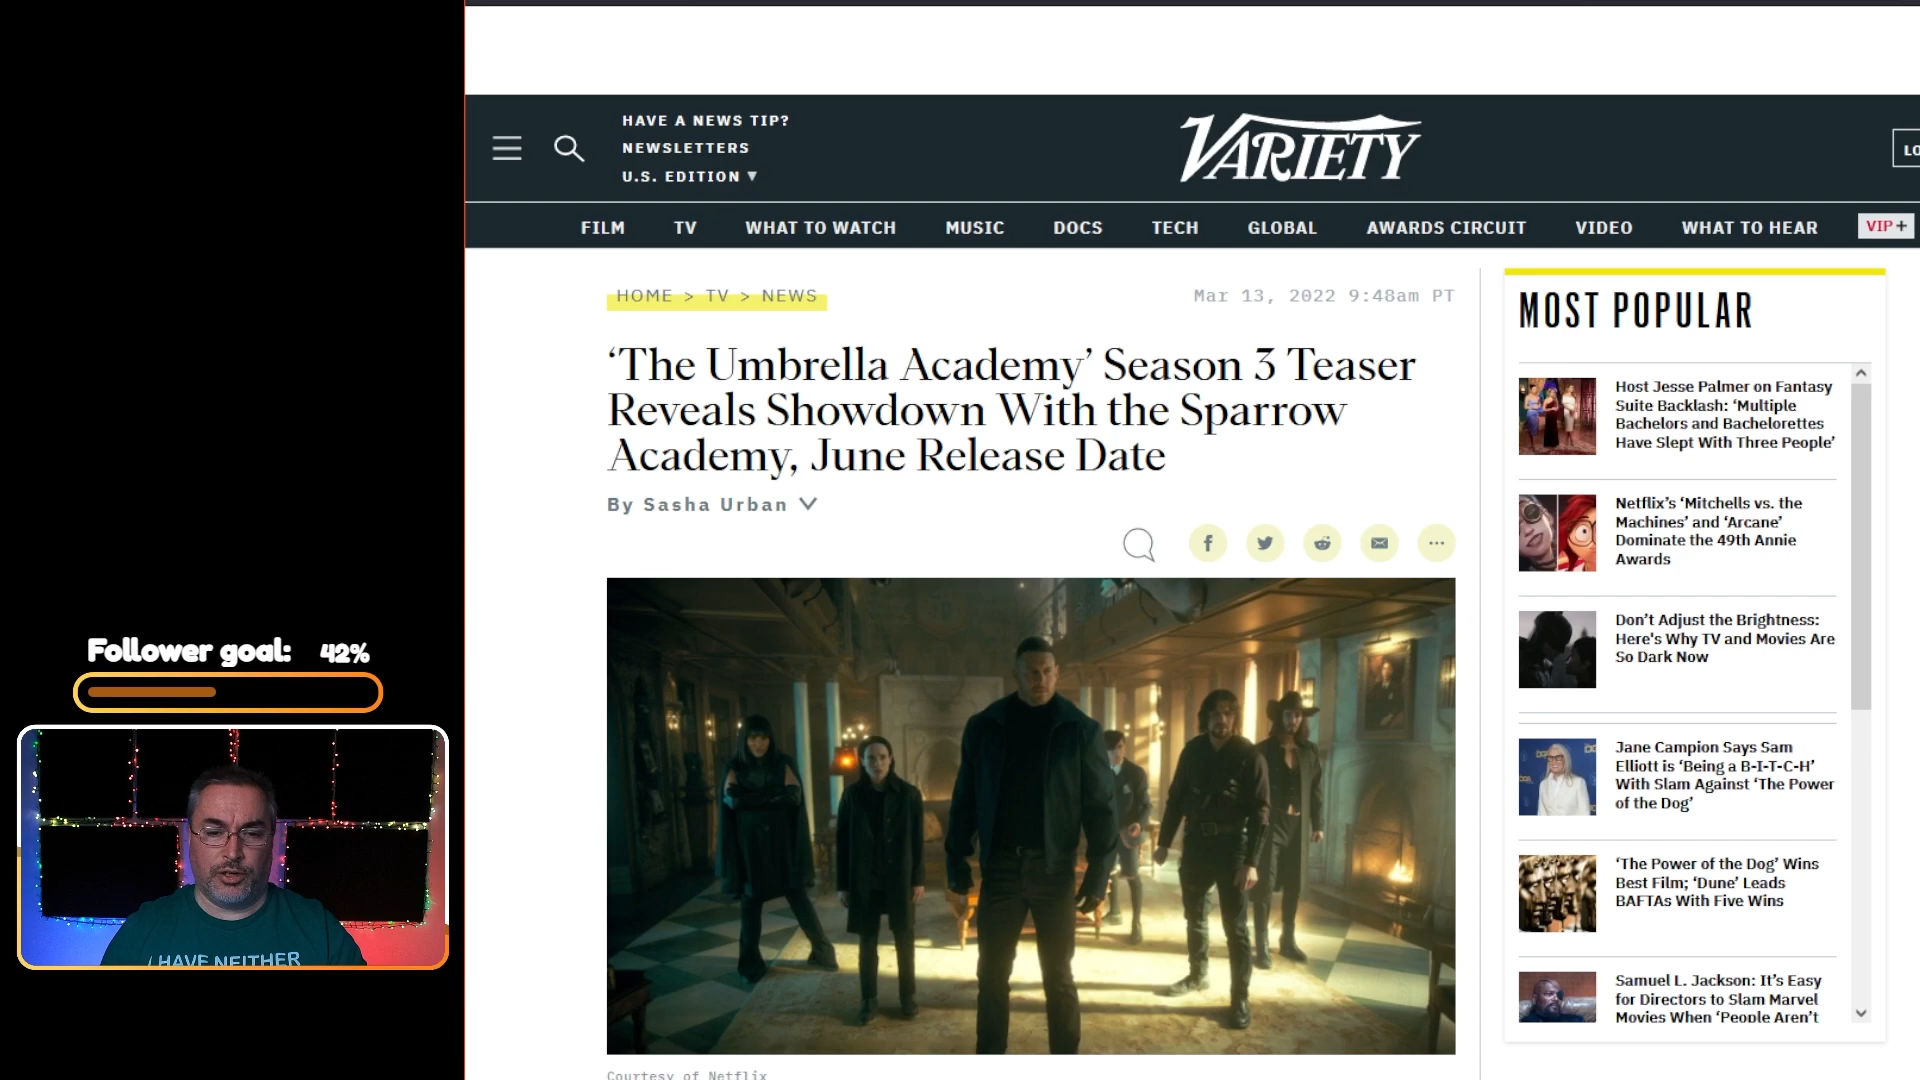 HAVE A NEWS TIP?
NEWSLETTERS
U.S. EDITION ▼
VARIETY
LO
FILM TV WHAT TO WATCH MUSIC DOCS TECH GLOBAL AWARDS CIRCUIT VIDEO WHAT TO HEAR VIP+
HOME > TV > NEWS
Mar 13, 2022 9:48am PT
‘The Umbrella Academy’ Season 3 Teaser
Reveals Showdown With the Sparrow
Academy, June Release Date
By Sasha Urban
Courtesy of Netflix
MOST POPULAR
Host Jesse Palmer on Fantasy
Suite Backlash: ‘Multiple
Bachelors and Bachelorettes
Have Slept With Three People’
Netflix’s ‘Mitchells vs. the
Machines’ and ‘Arcane’
Dominate the 49th Annie
Awards
Don’t Adjust the Brightness:
Here's Why TV and Movies Are
So Dark Now
Jane Campion Says Sam
Elliott is ‘Being a B-I-T-C-H’
With Slam Against ‘The Power
of the Dog’
‘The Power of the Dog’ Wins
Best Film; ‘Dune’ Leads
BAFTAs With Five Wins
Samuel L. Jackson: It’s Easy
for Directors to Slam Marvel
Movies When ‘People Aren’t
Follower goal: 42%
I HAVE NEITHER